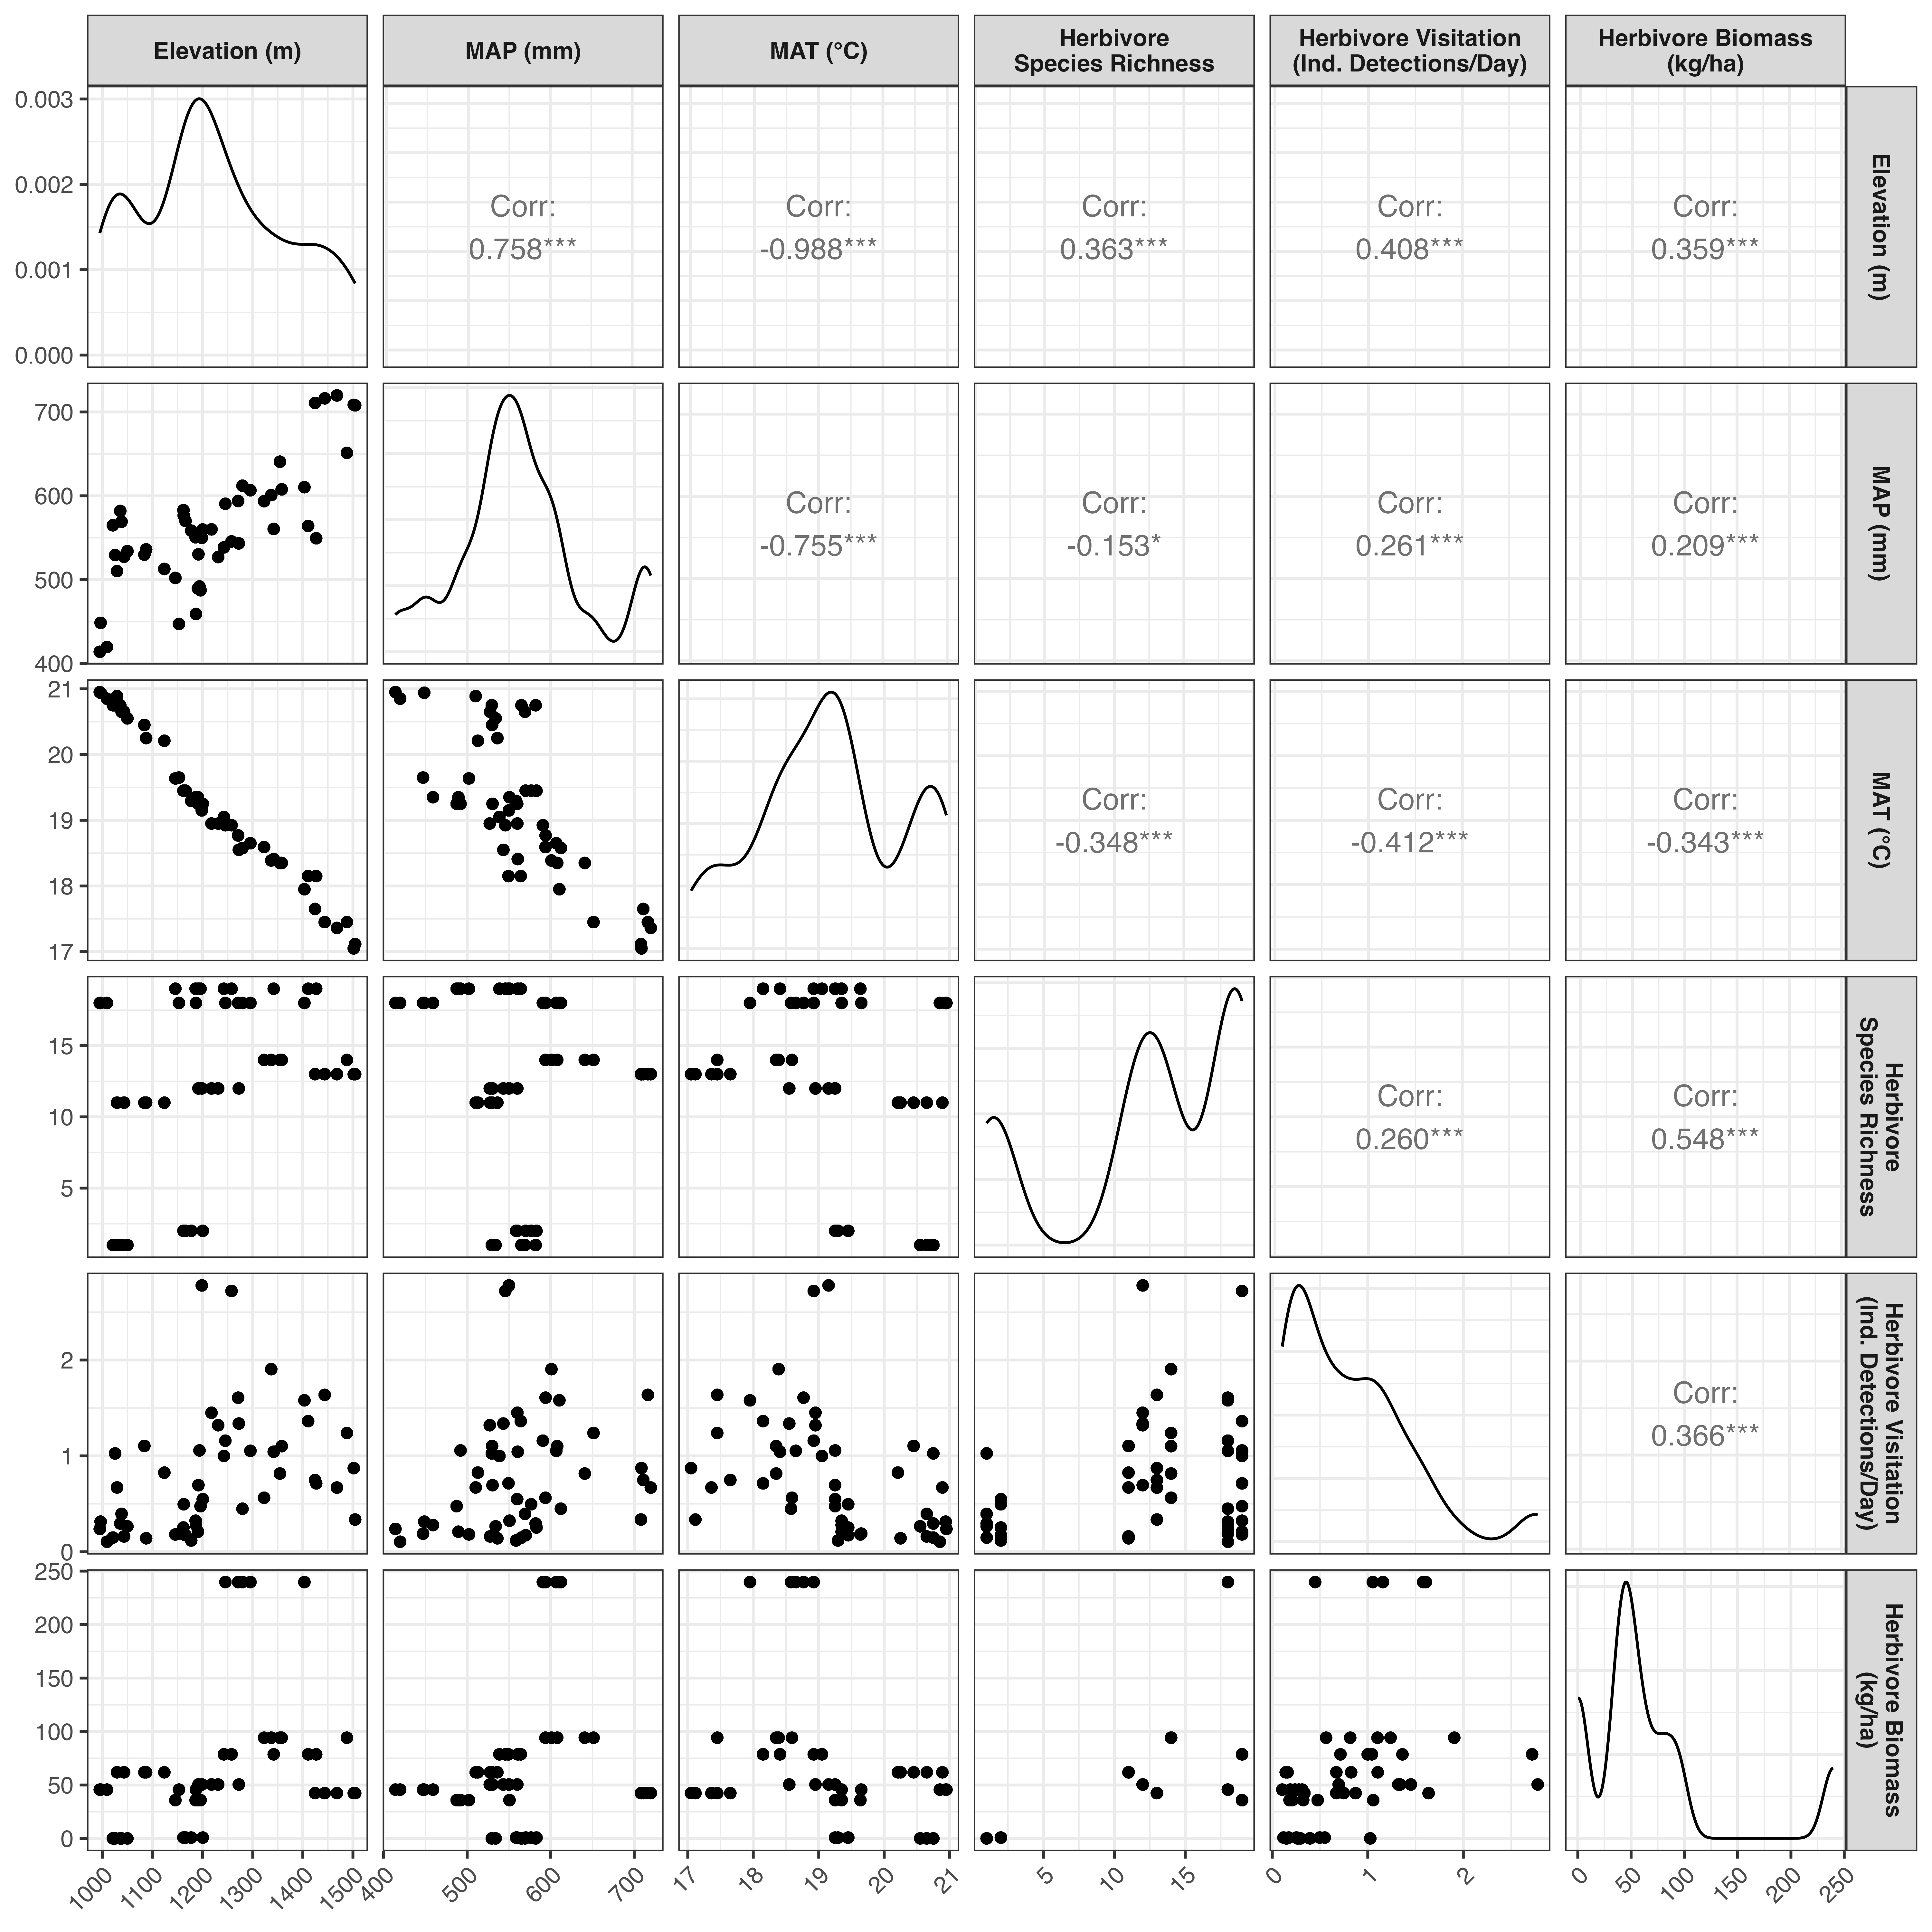 Elevation (m)
MAP (mm)
MAT (°C)
Herbivore
Species Richness
Herbivore Visitation
(Ind. Detections/Day)
Herbivore Biomass
(kg/ha)
0.003
0.002
0.001
0.000
Corr:
0.758***
Corr:
-0.988***
Corr:
0.363***
Corr:
0.408***
Corr:
0.359***
Elevation (m)
700
600
500
400
Corr:
-0.755***
Corr:
-0.153*
Corr:
0.261***
Corr:
0.209***
MAP (mm)
21
20
19
18
17
Corr:
-0.348***
Corr:
-0.412***
Corr:
-0.343***
MAT (°C)
15
10
5
Corr:
0.260***
Corr:
0.548***
Herbivore
Species Richness
2
1
0
Corr:
0.366***
Herbivore Visitation
(Ind. Detections/Day)
250
200
150
100
50
0
Herbivore Biomass
(kg/ha)
1000 1100 1200 1300 1400 1500
400 500 600 700
17 18 19 20 21
5 10 15
0 1 2
0 50 100 150 200 250